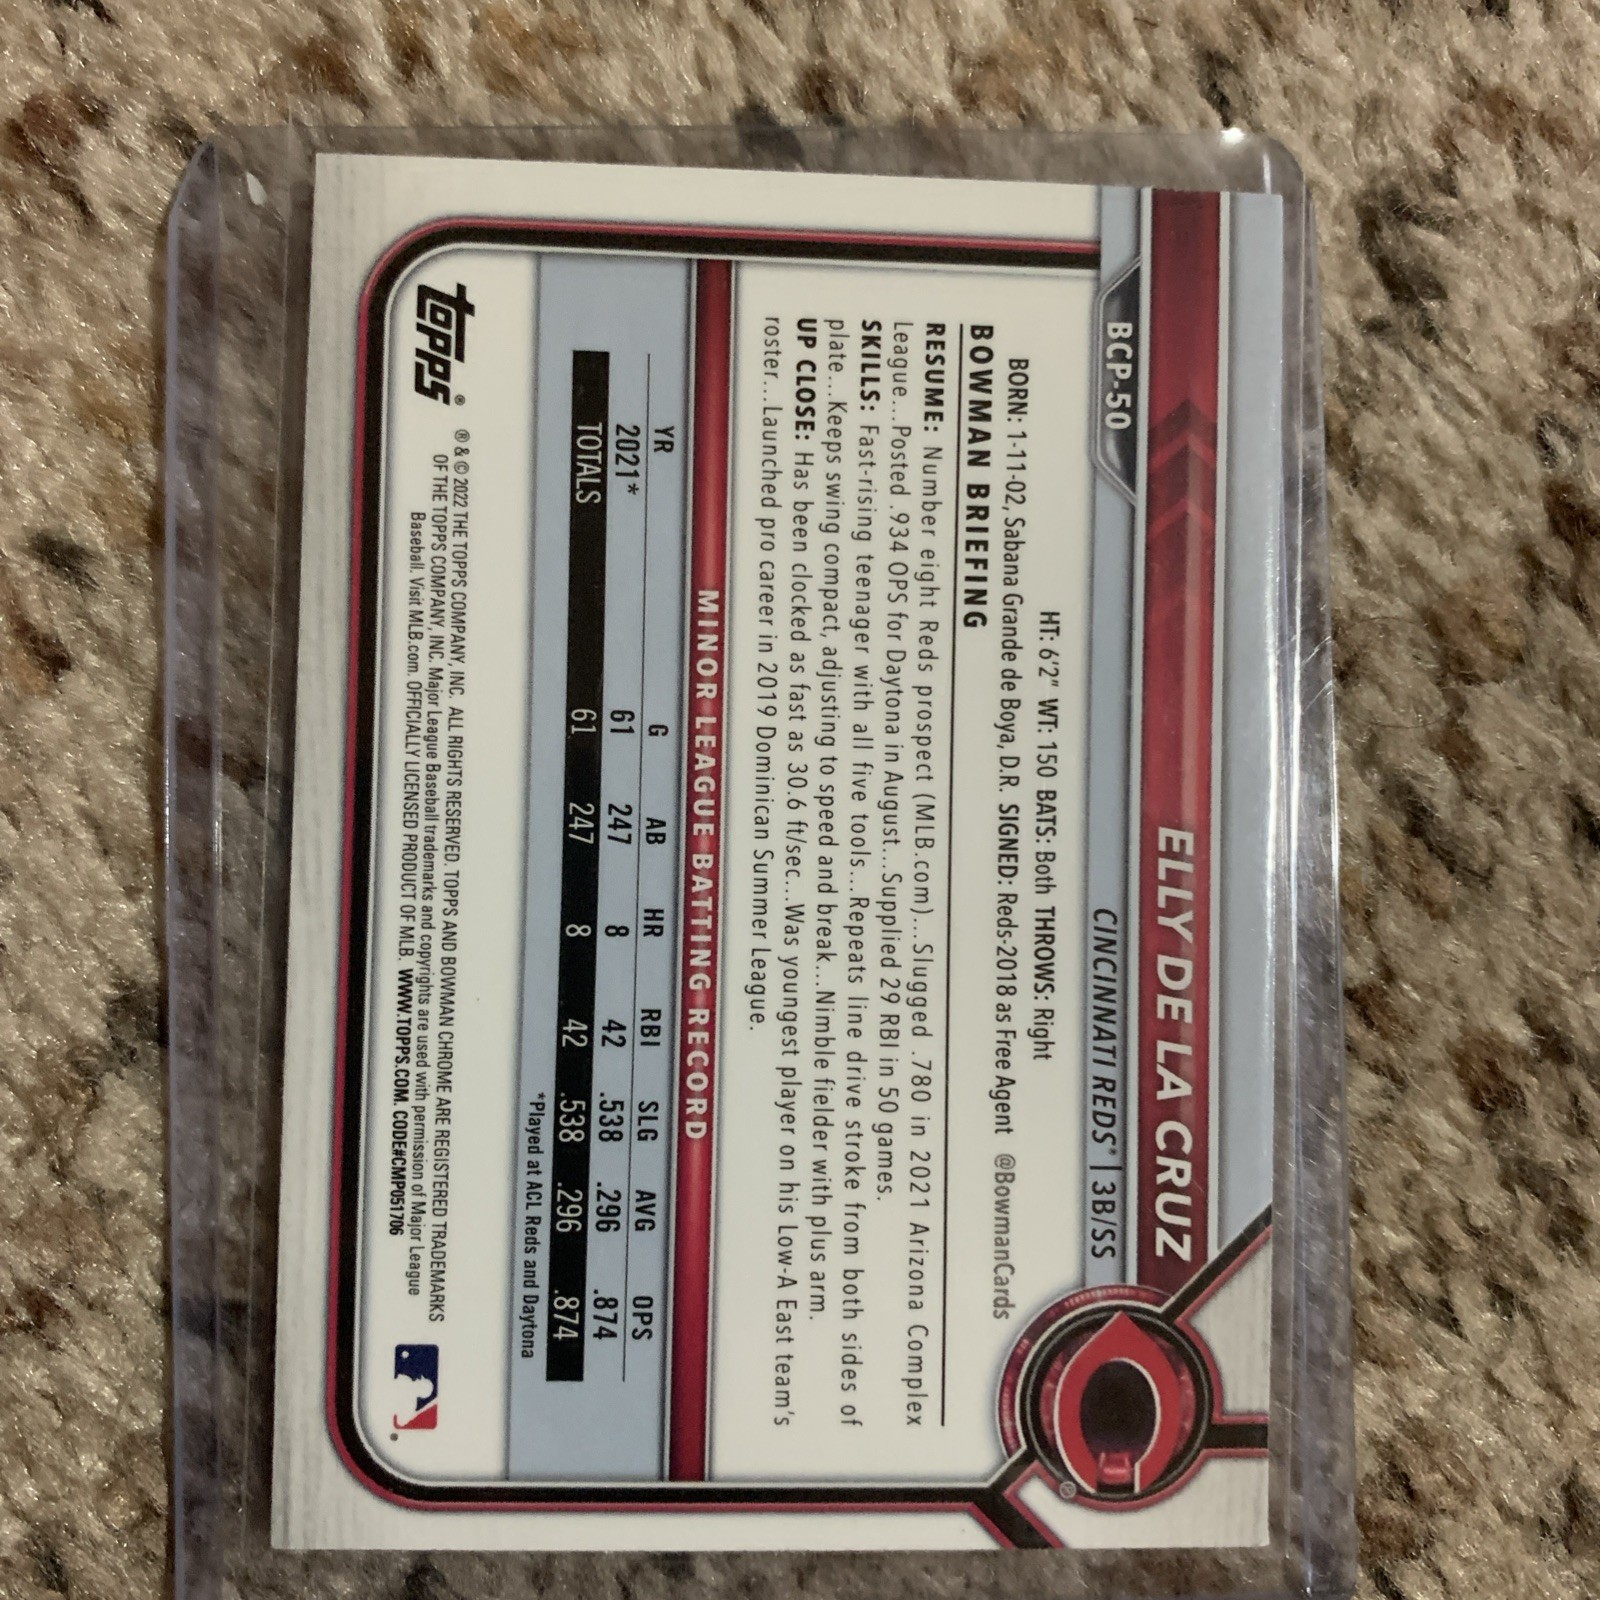 BCP-50
ELLY DE LA CRUZ
CINCINNATI REDS® | 3B/SS
HT: 6'2" WT: 150 BATS: Both THROWS: Right
BORN: 1-11-02, Sabana Grande de Boya, D.R. SIGNED: Reds-2018 as Free Agent @BowmanCards
BOWMAN BRIEFING
RESUME: Number eight Reds prospect (MLB.com)...Slugged .780 in 2021 Arizona Complex
League...Posted .934 OPS for Daytona in August...Supplied 29 RBI in 50 games.
SKILLS: Fast-rising teenager with all five tools...Repeats line drive stroke from both sides of
plate...Keeps swing compact, adjusting to speed and break...Nimble fielder with plus arm.
UP CLOSE: Has been clocked as fast as 30.6 ft/sec...Was youngest player on his Low-A East team's
roster...Launched pro career in 2019 Dominican Summer League.
MINOR LEAGUE BATTING RECORD
YR G AB HR RBI SLG AVG OPS
2021* 61 247 8 42 .538 .296 .874
TOTALS 61 247 8 42 .538 .296 .874
*Played at ACL Reds and Daytona
topps®
® & © 2022 THE TOPPS COMPANY, INC. ALL RIGHTS RESERVED. TOPPS AND BOWMAN CHROME ARE REGISTERED TRADEMARKS
OF THE TOPPS COMPANY, INC. Major League Baseball trademarks and copyrights are used with permission of Major League
Baseball. Visit MLB.com. OFFICIALLY LICENSED PRODUCT OF MLB. WWW.TOPPS.COM. CODE#CMP051706